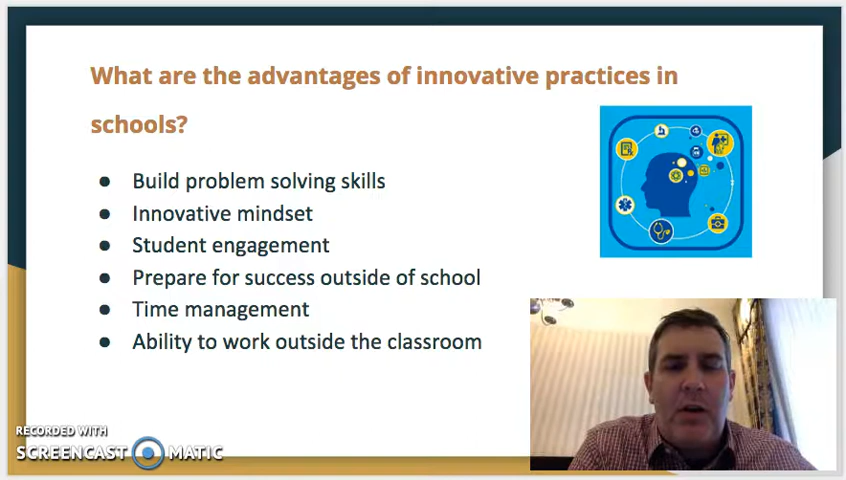 What are the advantages of innovative practices in
schools?
● Build problem solving skills
● Innovative mindset
● Student engagement
● Prepare for success outside of school
● Time management
● Ability to work outside the classroom
RECORDED WITH
SCREENCAST MATIC